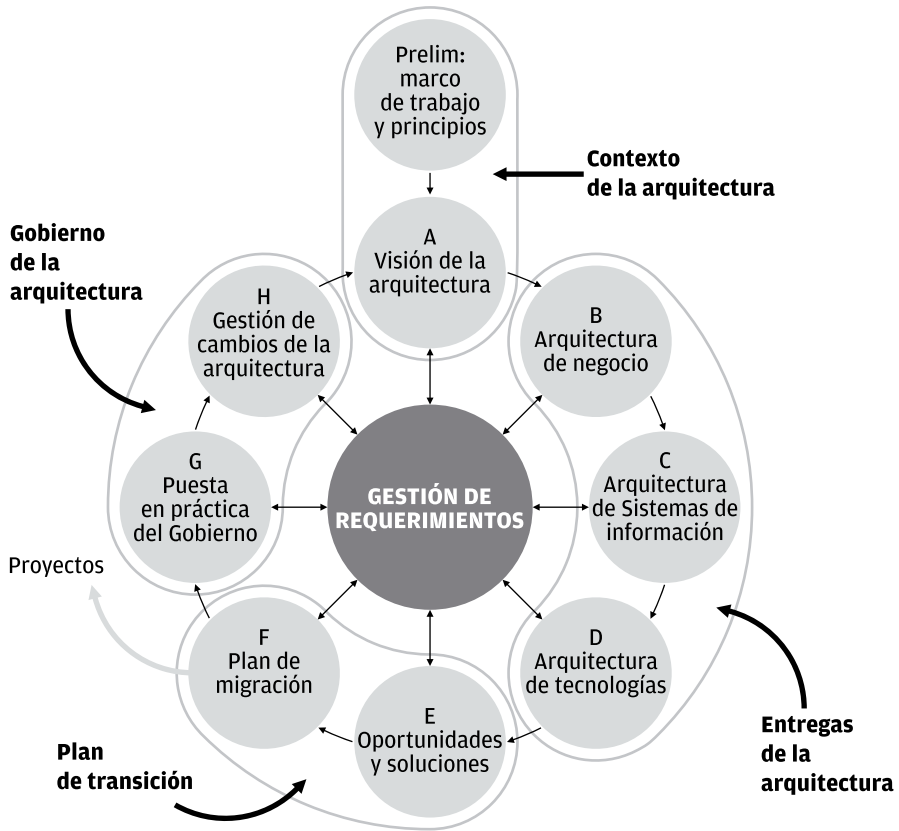 Prelim:
marco
de trabajo
y principios
Contexto
de la arquitectura
A
Visión de la
arquitectura
Gobierno
de la
arquitectura
H
Gestión de
cambios de la
arquitectura
B
Arquitectura
de negocio
G
Puesta
en práctica
del Gobierno
GESTIÓN DE
REQUERIMIENTOS
C
Arquitectura
de Sistemas de
información
Proyectos
F
Plan de
migración
D
Arquitectura
de tecnologías
E
Oportunidades
y soluciones
Plan
de transición
Entregas
de la
arquitectura